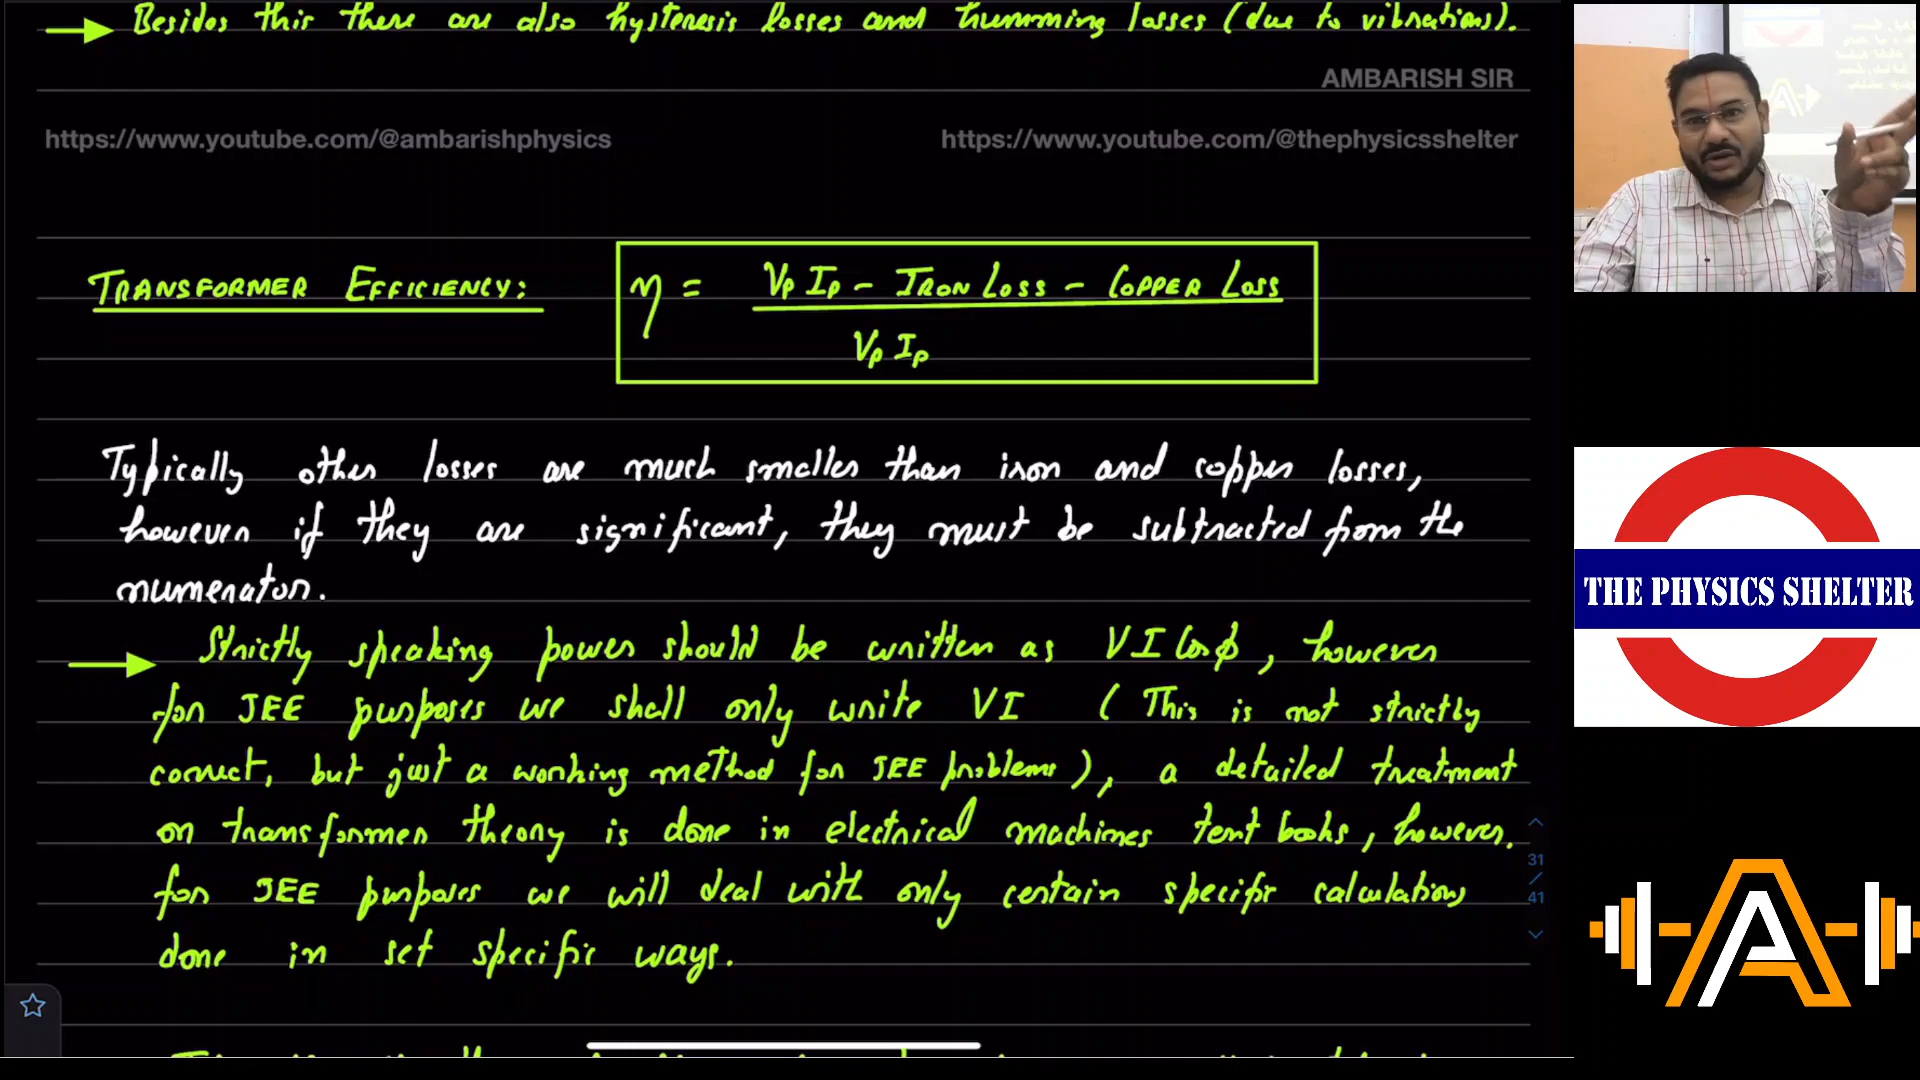 Besides this there are also hysteresis losses and humming losses (due to vibrations).
AMBARISH SIR
https://www.youtube.com/@ambarishphysics
https://www.youtube.com/@thephysicsshelter
TRANSFORMER EFFICIENCY:
η = VP IP - IRON LOSS - COPPER LOSS
VP IP
Typically other losses are much smaller than iron and copper losses,
however if they are significant, they must be subtracted from the
numerator.
Strictly speaking power should be written as VI Cosϕ, however
for JEE purposes we shall only write VI (This is not strictly
correct, but just a working method for JEE problems), a detailed treatment
on transformer theory is done in electrical machines text books, however.
for JEE purposes we will deal with only certain specific calculations
done in set specific ways.
31
/
41
THE PHYSICS SHELTER
A